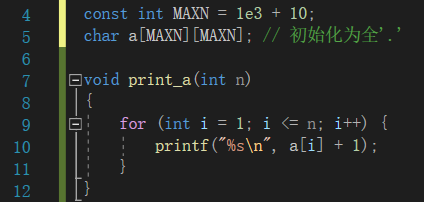 4 const int MAXN = 1e3 + 10;
5 char a[MAXN][MAXN]; // 初始化为全'.'
6
7 void print_a(int n)
8 {
9 for (int i = 1; i <= n; i++) {
10 printf("%s\n", a[i] + 1);
11 }
12 }